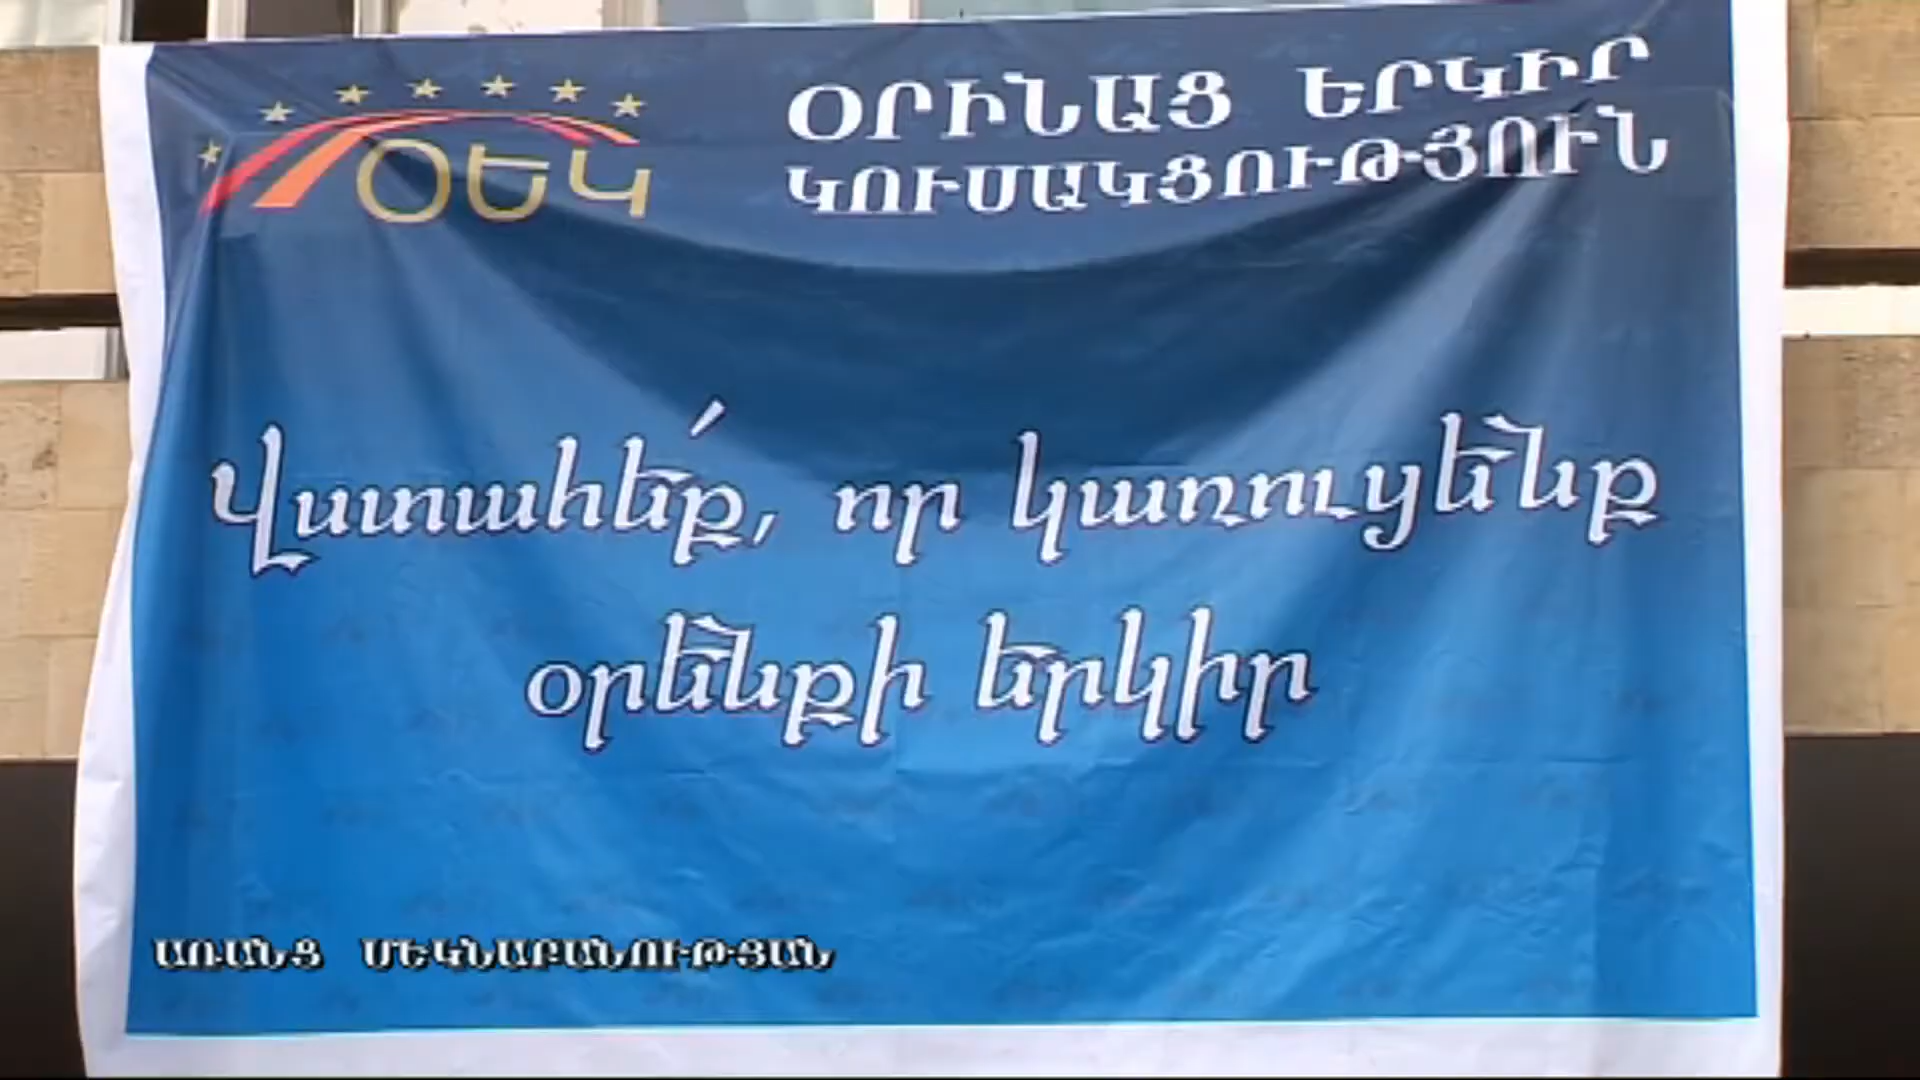 ՕԵԿ
ՕՐԻՆԱՑ ԵՐԿԻՐ
ԿՈՒՍԱԿՑՈՒԹՅՈՒՆ
Վստահե՛ք, որ կառուցենք
օրենքի երկիր
ԱՌԱՆՑ ՄԵԿՆԱԲԱՆՈՒԹՅԱՆ